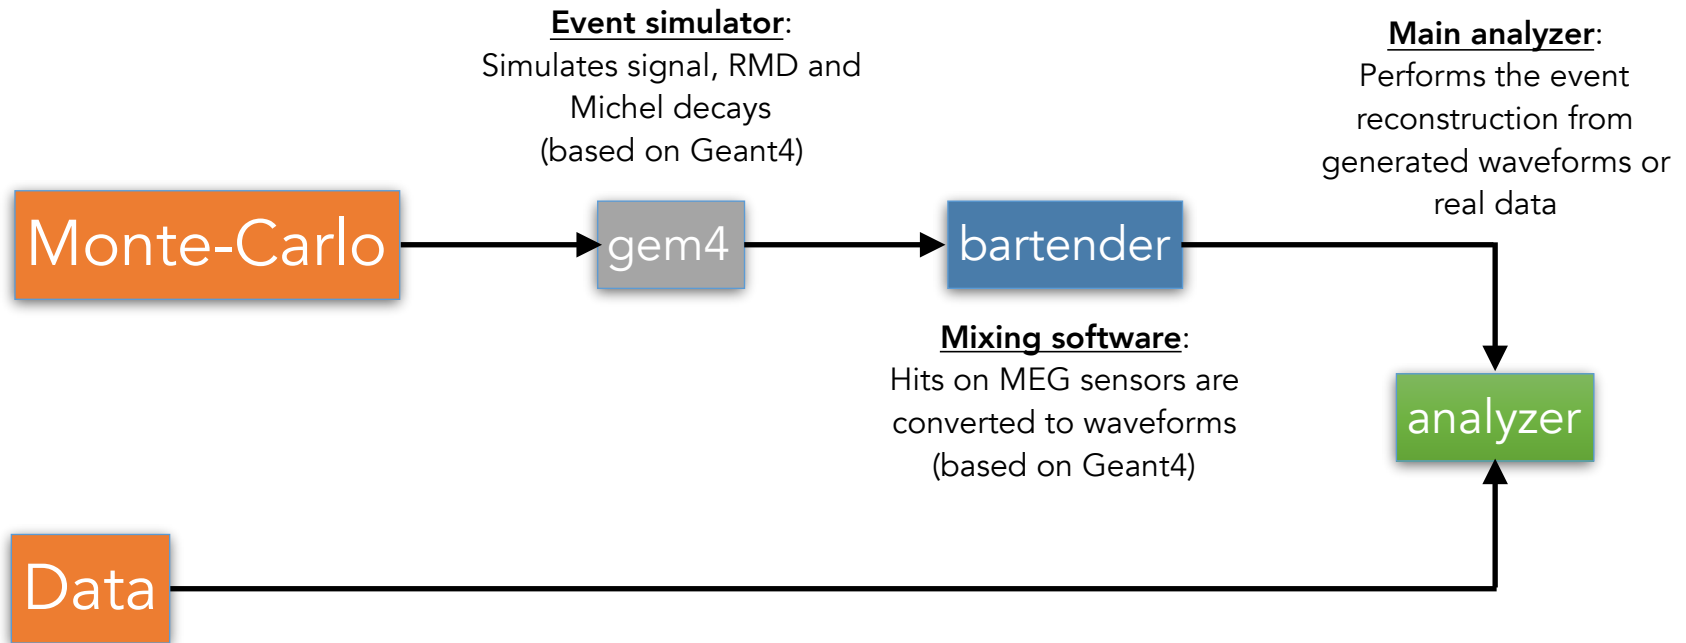 Event simulator:
Simulates signal, RMD and
Michel decays
(based on Geant4)
Main analyzer:
Performs the event
reconstruction from
generated waveforms or
real data
Monte-Carlo
gem4
bartender
Mixing software:
Hits on MEG sensors are
converted to waveforms
(based on Geant4)
analyzer
Data